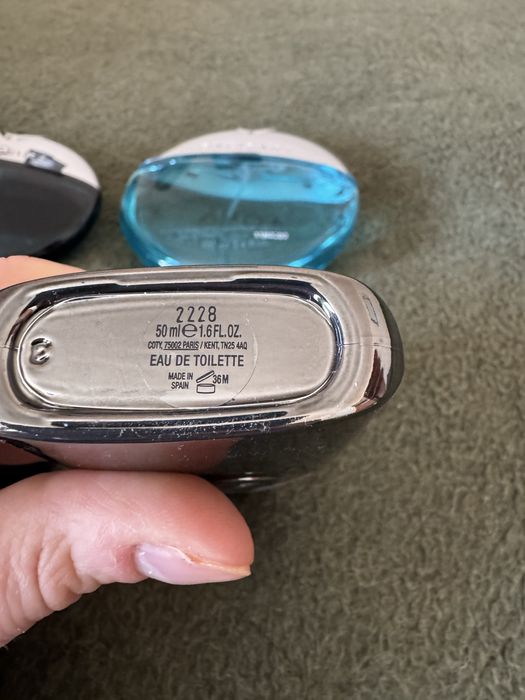 2228
50 ml ℮ 1.6 FL.OZ.
COTY, 75002 PARIS / KENT, TN25 4AQ
EAU DE TOILETTE
MADE IN
SPAIN 36M